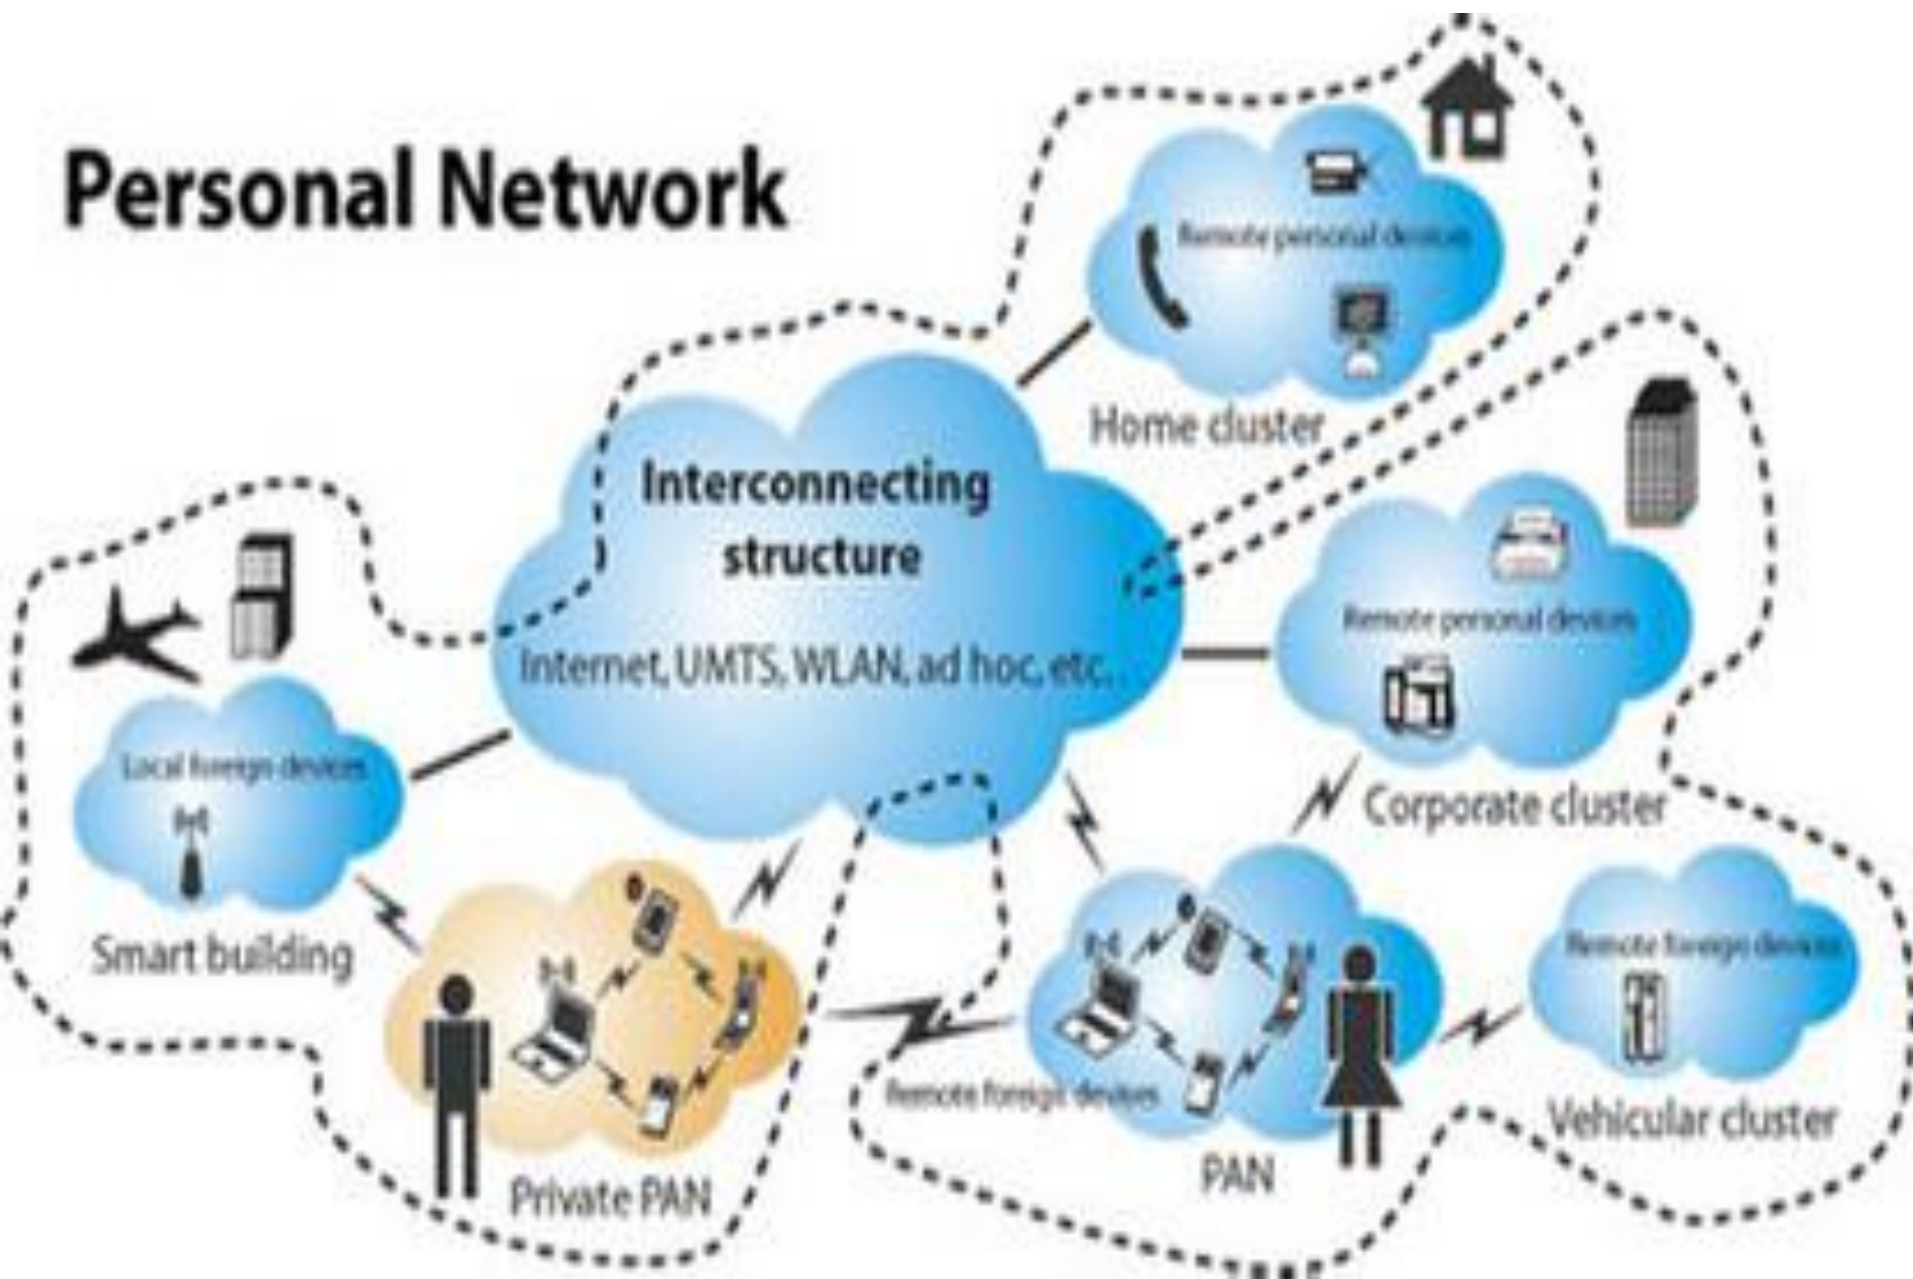 Personal Network
Remote personal devices
Home cluster
Interconnecting
structure
Internet, UMTS, WLAN, ad hoc, etc..
Remote personal devices
Corporate cluster
Local foreign devices
Smart building
Remote foreign devices
Vehicular cluster
Remote foreign devices
PAN
Private PAN